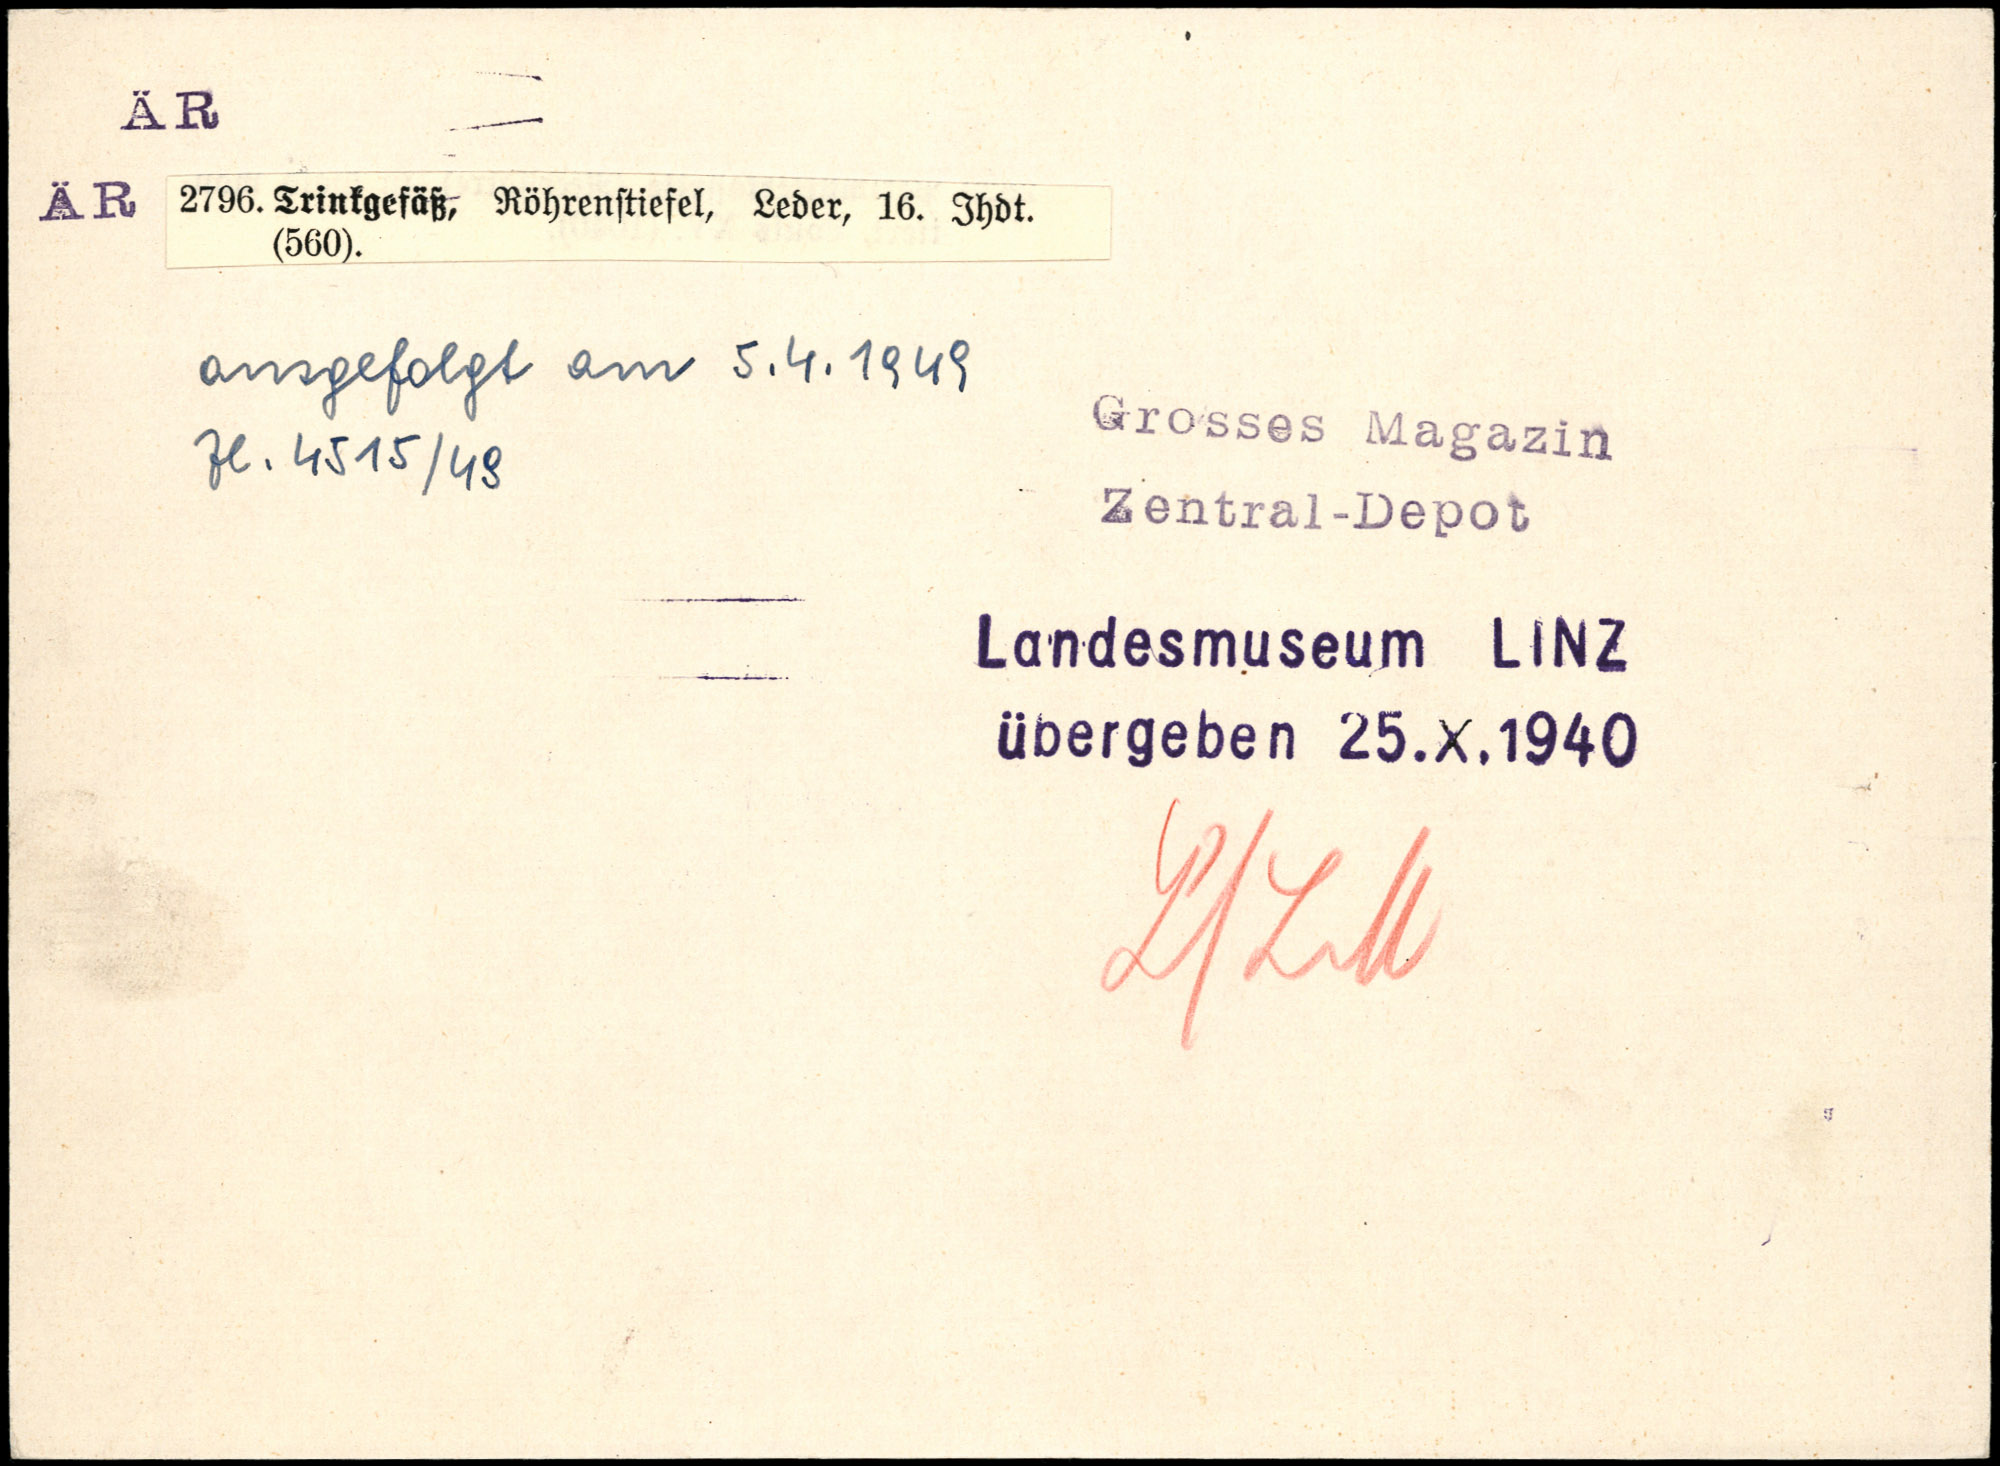 ÄR
ÄR 2796. Trinkgefäß, Röhrenstiefel, Leder, 16. Jhdt.
(560).
ausgefolgt am 5.4.1949
Zl. 4515/49
Grosses Magazin
Zentral-Depot
Landesmuseum LINZ
übergeben 25.X.1940